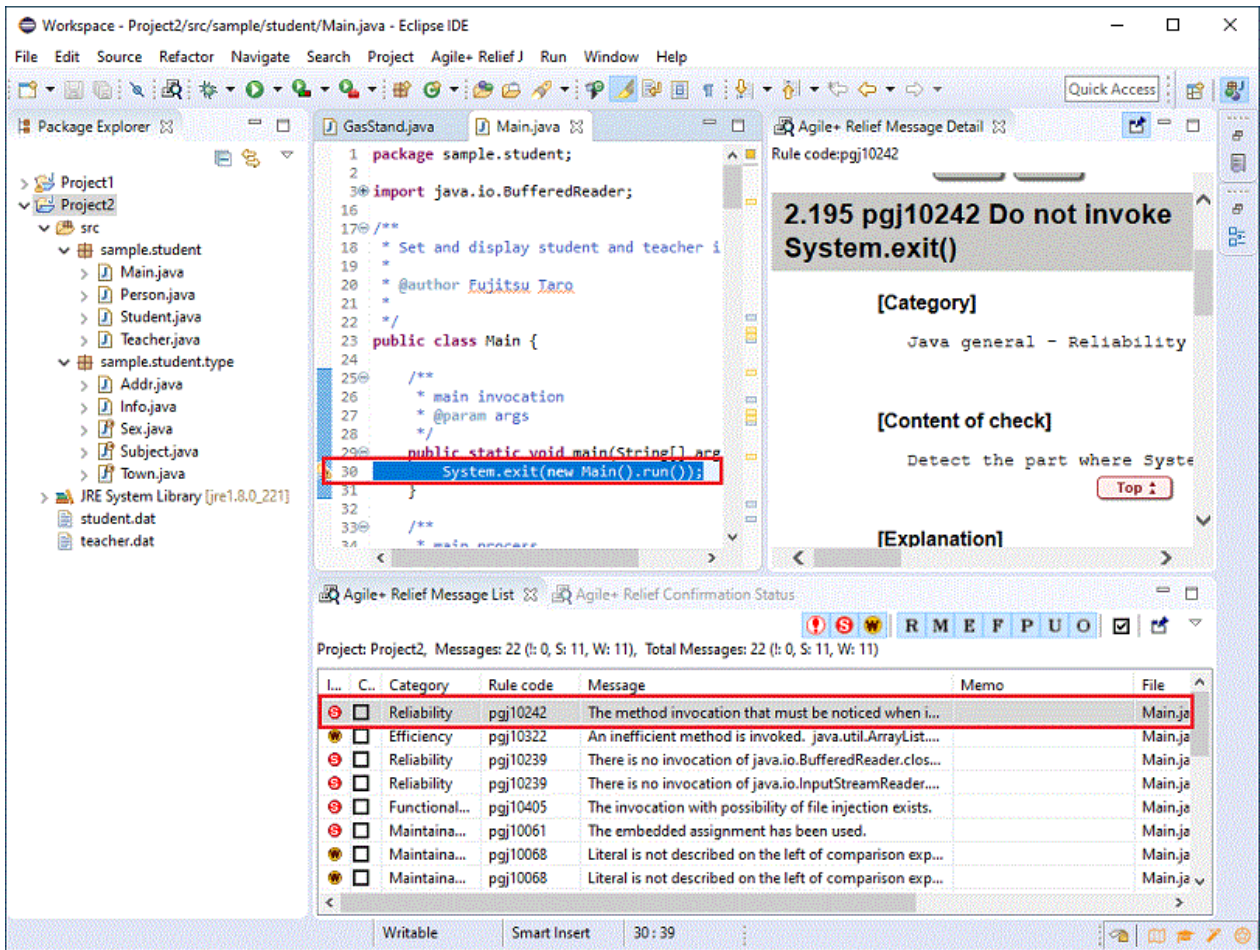 Workspace - Project2/src/sample/student/Main.java - Eclipse IDE
File Edit Source Refactor Navigate Search Project Agile+ Relief J Run Window Help
Quick Access
Package Explorer
Project1
Project2
src
sample.student
Main.java
Person.java
Student.java
Teacher.java
sample.student.type
Addr.java
Info.java
Sex.java
Subject.java
Town.java
JRE System Library [jre1.8.0_221]
student.dat
teacher.dat
GasStand.java Main.java
1 package sample.student;
2
3 import java.io.BufferedReader;
16
17 /**
18 * Set and display student and teacher i
19 *
20 * @author Fujitsu Taro
21 *
22 */
23 public class Main {
24
25 /**
26 * main invocation
27 * @param args
28 */
29 public static void main(String[] arg
30 System.exit(new Main().run());
31 }
32
33 /**
34 * main process
Agile+ Relief Message Detail
Rule code:pgj10242
2.195 pgj10242 Do not invoke
System.exit()
[Category]
Java general - Reliability
[Content of check]
Detect the part where Syste
Top
[Explanation]
Agile+ Relief Message List Agile+ Relief Confirmation Status
! S W R M E F P U O
Project: Project2, Messages: 22 (!: 0, S: 11, W: 11), Total Messages: 22 (!: 0, S: 11, W: 11)
I... C.. Category Rule code Message Memo File
S Reliability pgj10242 The method invocation that must be noticed when i... Main.ja
W Efficiency pgj10322 An inefficient method is invoked. java.util.ArrayList.... Main.ja
S Reliability pgj10239 There is no invocation of java.io.BufferedReader.clos... Main.ja
S Reliability pgj10239 There is no invocation of java.io.InputStreamReader.... Main.ja
S Functional... pgj10405 The invocation with possibility of file injection exists. Main.ja
S Maintaina... pgj10061 The embedded assignment has been used. Main.ja
W Maintaina... pgj10068 Literal is not described on the left of comparison exp... Main.ja
W Maintaina... pgj10068 Literal is not described on the left of comparison exp... Main.ja
Writable Smart Insert 30 : 39